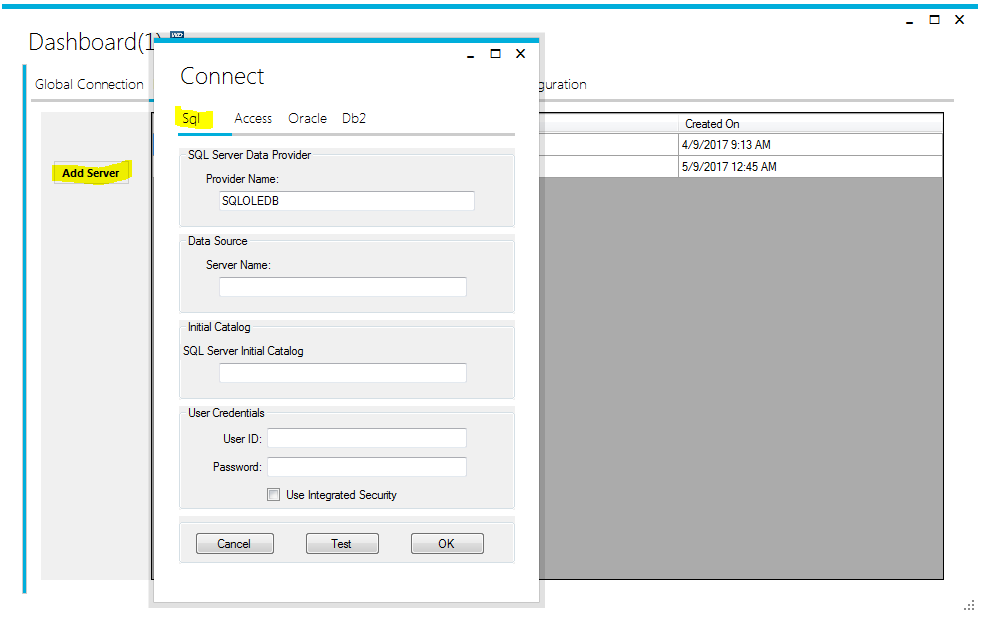 Dashboard(1)
WD
Connect
Global Connection
guration
Sql Access Oracle Db2
Created On
SQL Server Data Provider
4/9/2017 9:13 AM
5/9/2017 12:45 AM
Add Server
Provider Name:
SQLOLEDB
Data Source
Server Name:
Initial Catalog
SQL Server Initial Catalog
User Credentials
User ID:
Password:
Use Integrated Security
Cancel Test OK